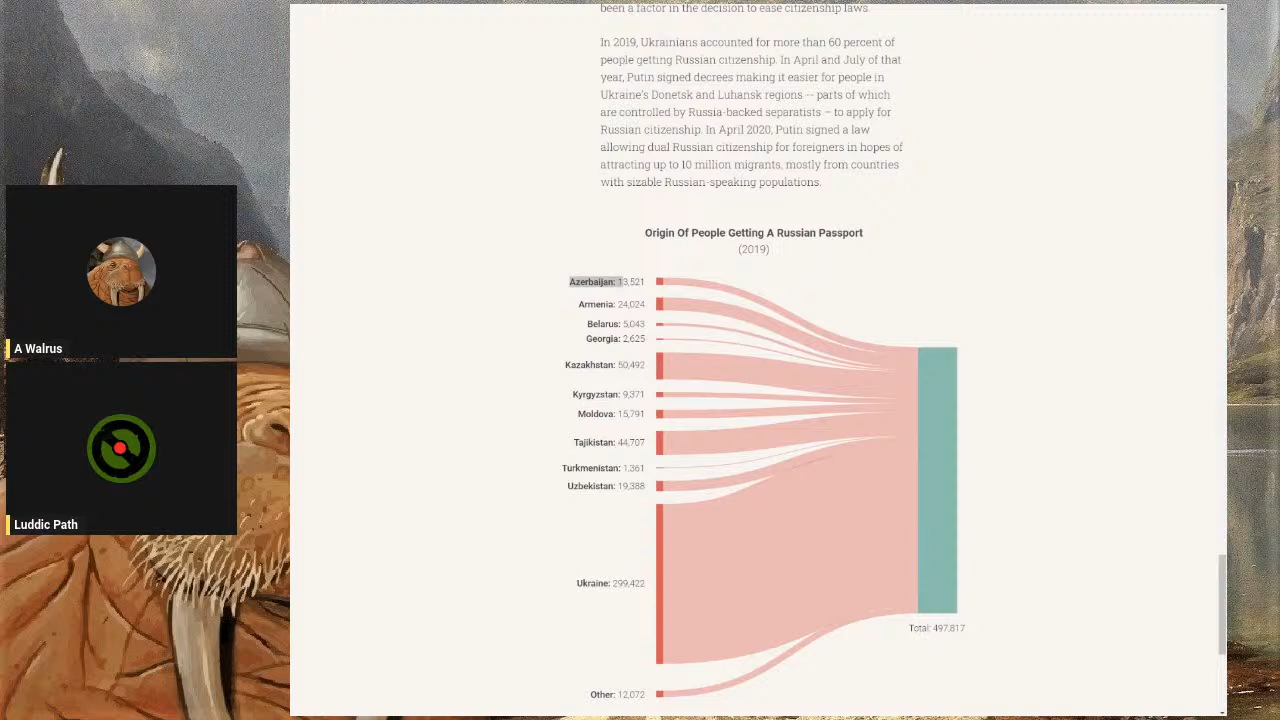 been a factor in the decision to ease citizenship laws.
In 2019, Ukrainians accounted for more than 60 percent of
people getting Russian citizenship. In April and July of that
year, Putin signed decrees making it easier for people in
Ukraine's Donetsk and Luhansk regions -- parts of which
are controlled by Russia-backed separatists – to apply for
Russian citizenship. In April 2020, Putin signed a law
allowing dual Russian citizenship for foreigners in hopes of
attracting up to 10 million migrants, mostly from countries
with sizable Russian-speaking populations.
Origin Of People Getting A Russian Passport
(2019)
Azerbaijan: 13,521
Armenia: 24,024
Belarus: 5,043
Georgia: 2,625
Kazakhstan: 50,492
Kyrgyzstan: 9,371
Moldova: 15,791
Tajikistan: 44,707
Turkmenistan: 1,361
Uzbekistan: 19,388
Ukraine: 299,422
Other: 12,072
Total: 497,817
A Walrus
Luddic Path